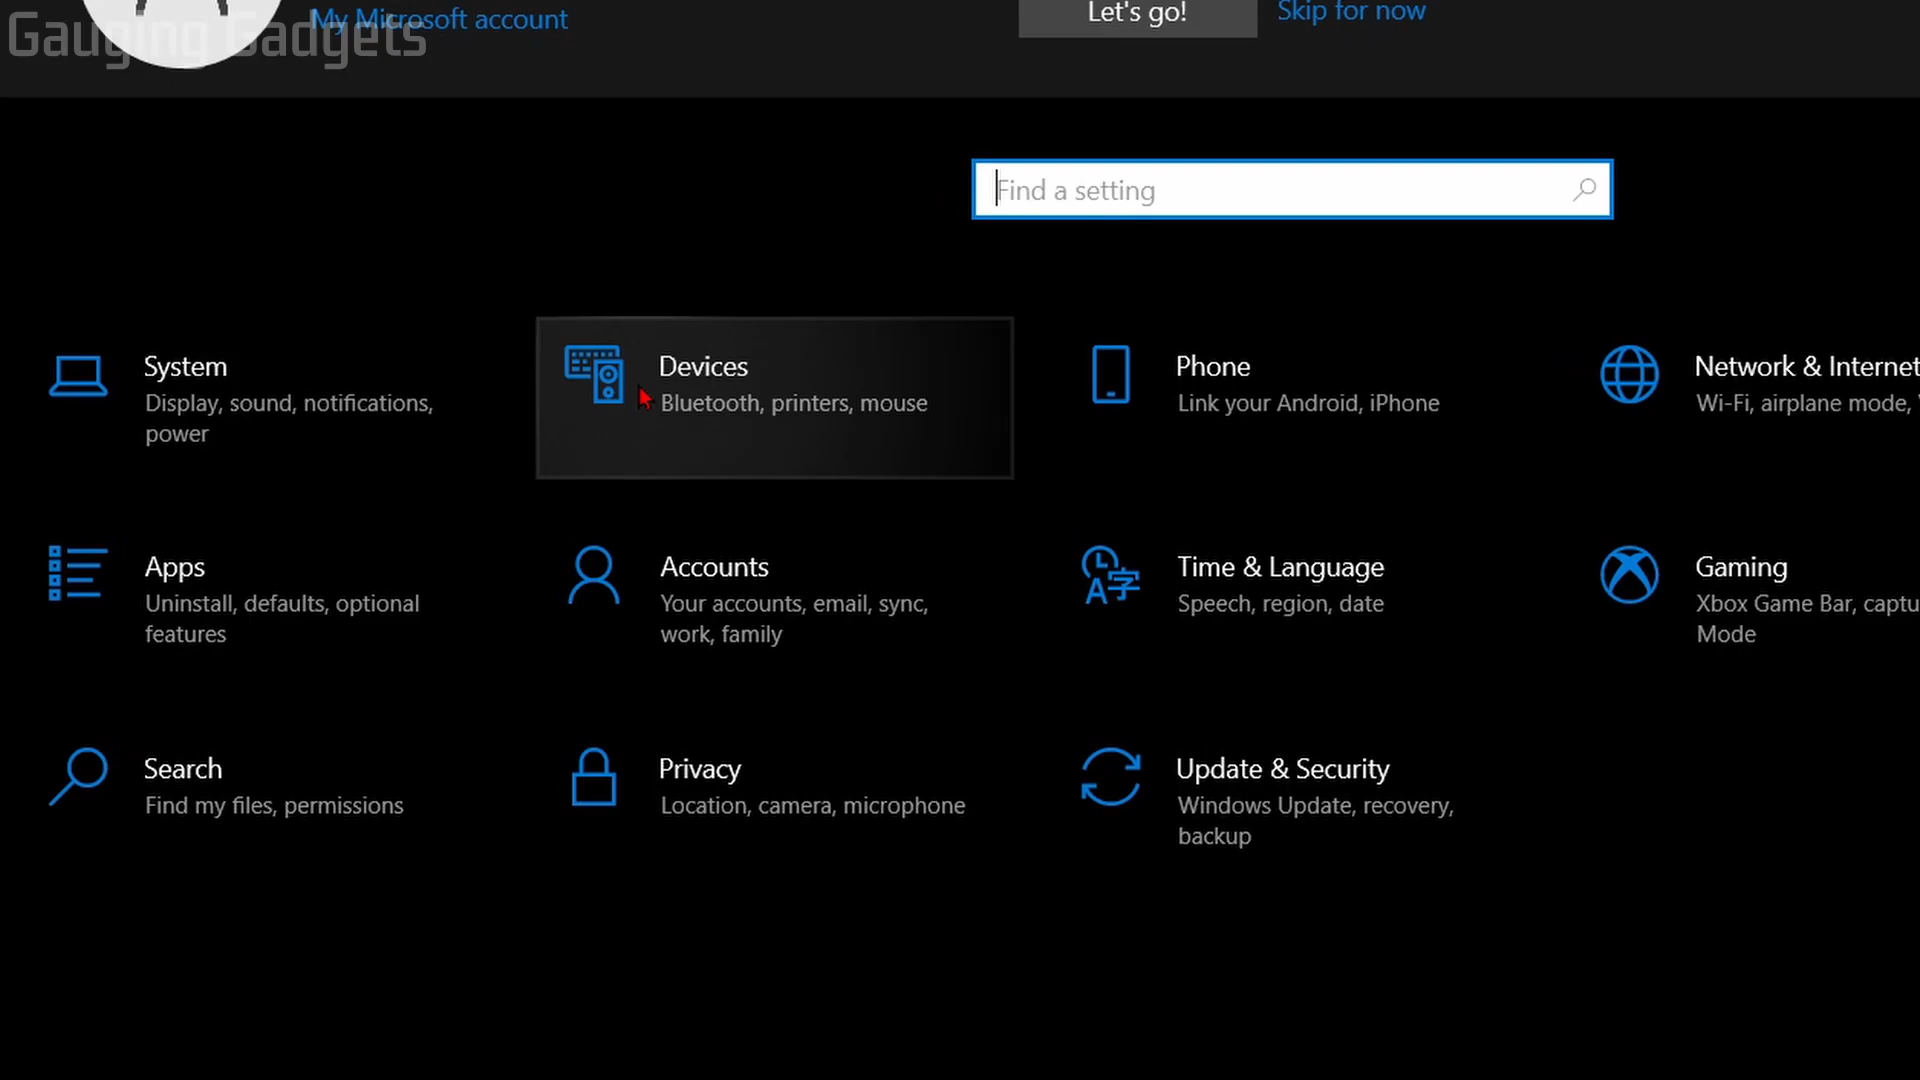 Gauging Gadgets
My Microsoft account
Let's go!
Skip for now
Find a setting
System
Display, sound, notifications,
power
Devices
Bluetooth, printers, mouse
Phone
Link your Android, iPhone
Network & Internet
Wi-Fi, airplane mode,
Apps
Uninstall, defaults, optional
features
Accounts
Your accounts, email, sync,
work, family
Time & Language
Speech, region, date
Gaming
Xbox Game Bar, captu
Mode
Search
Find my files, permissions
Privacy
Location, camera, microphone
Update & Security
Windows Update, recovery,
backup